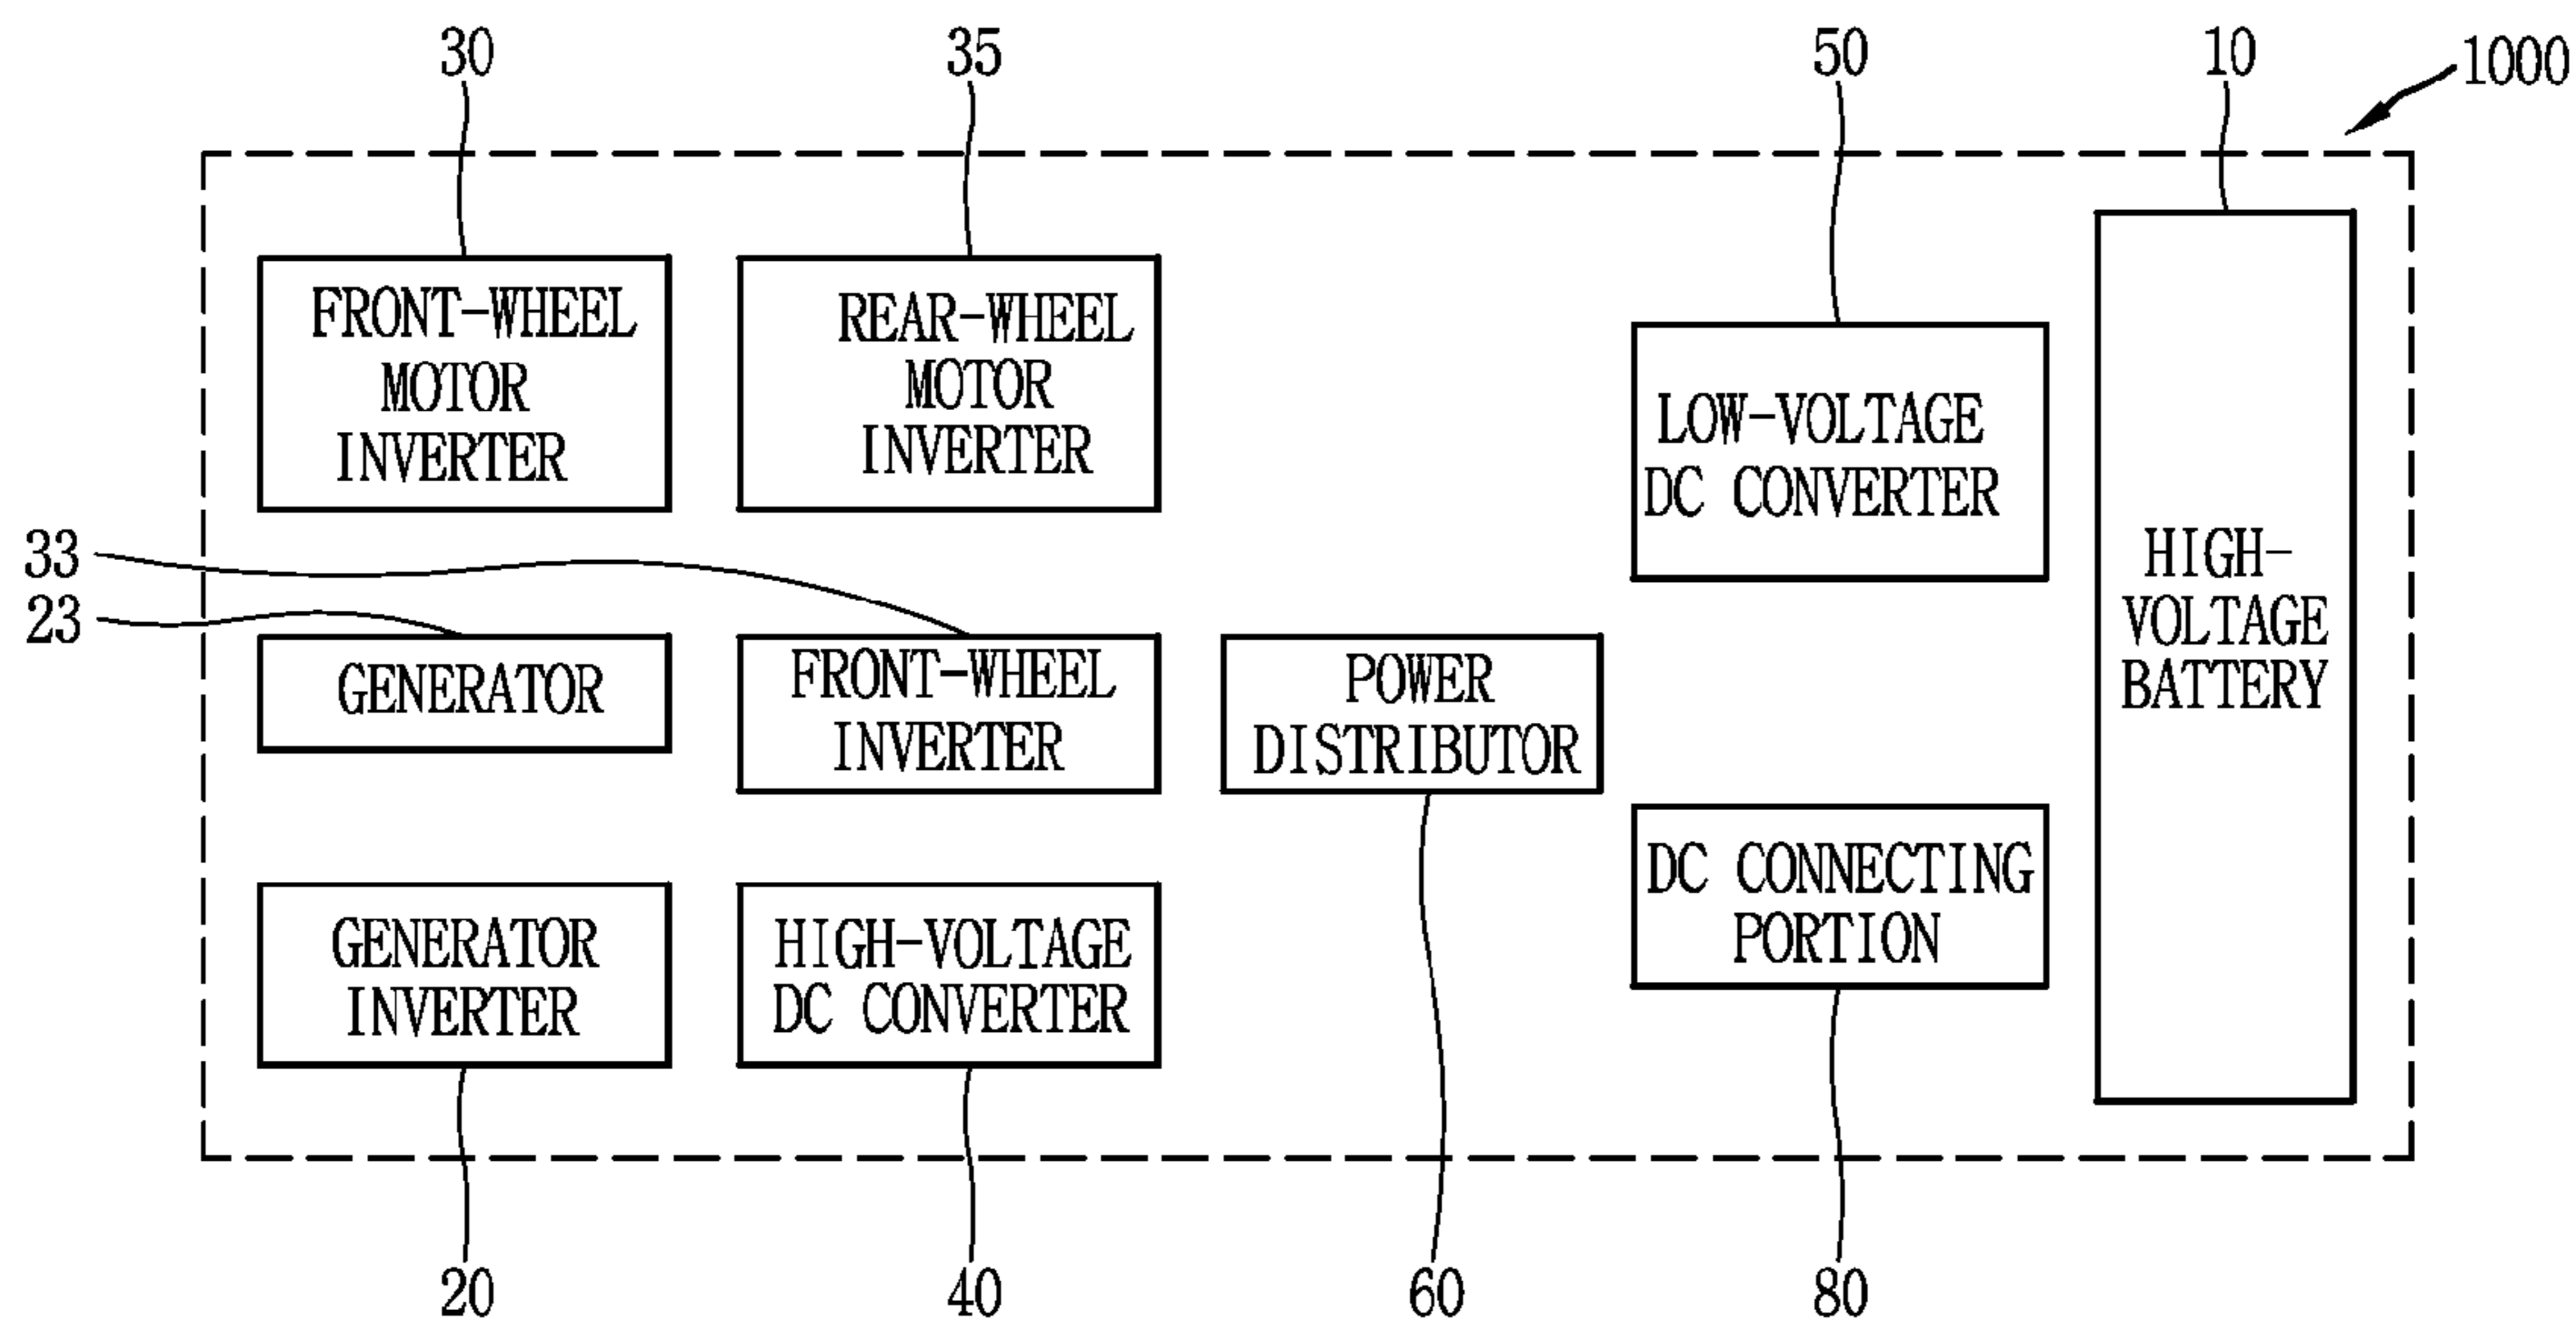 30
35
50
10
1000
FRONT-WHEEL
MOTOR
INVERTER
REAR-WHEEL
MOTOR
INVERTER
LOW-VOLTAGE
DC CONVERTER
HIGH-
VOLTAGE
BATTERY
33
23
GENERATOR
FRONT-WHEEL
INVERTER
POWER
DISTRIBUTOR
DC CONNECTING
PORTION
GENERATOR
INVERTER
HIGH-VOLTAGE
DC CONVERTER
20
40
60
80